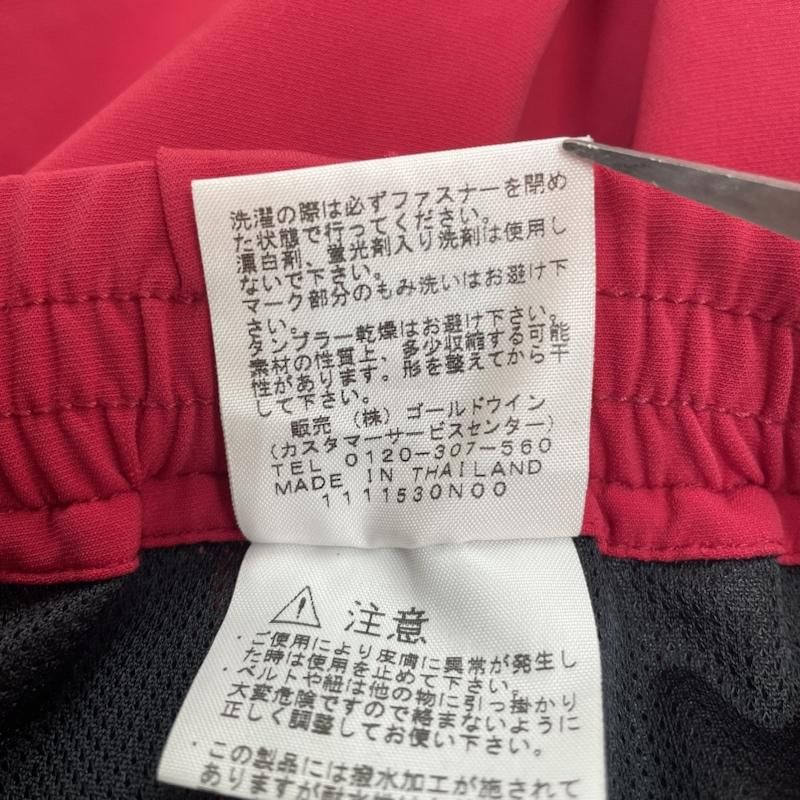 洗濯の際は必ずファスナーを閉め
た状態で行ってください。
漂白剤、蛍光剤入り洗剤は使用し
ないで下さい。
マーク部分のもみ洗いはお避け下
さい。
タンブラー乾燥はお避け下さい。
素材の性質上、多少収縮する可能
性があります。形を整えてから干
して下さい。
販売 (株)ゴールドウイン
(カスタマーサービスセンター)
TEL 0120-307-560
MADE IN THAILAND
1111530N00
注意
・ご使用により皮膚に異常が発生し
た時は使用を止めて下さい。
・ベルトや紐は他の物に引っ掛かり
大変危険ですので絡まないように
正しく調整してお使い下さい。
・この製品には撥水加工が施されて
ありますが耐水